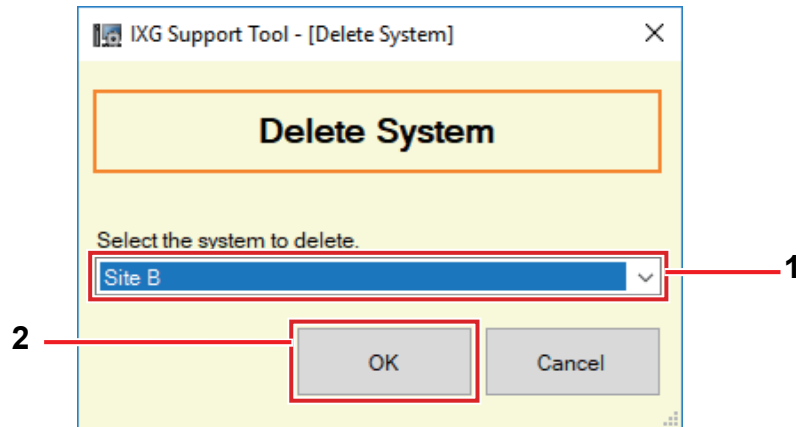 IXG Support Tool - [Delete System]
Delete System
Select the system to delete.
Site B
1
2
OK
Cancel